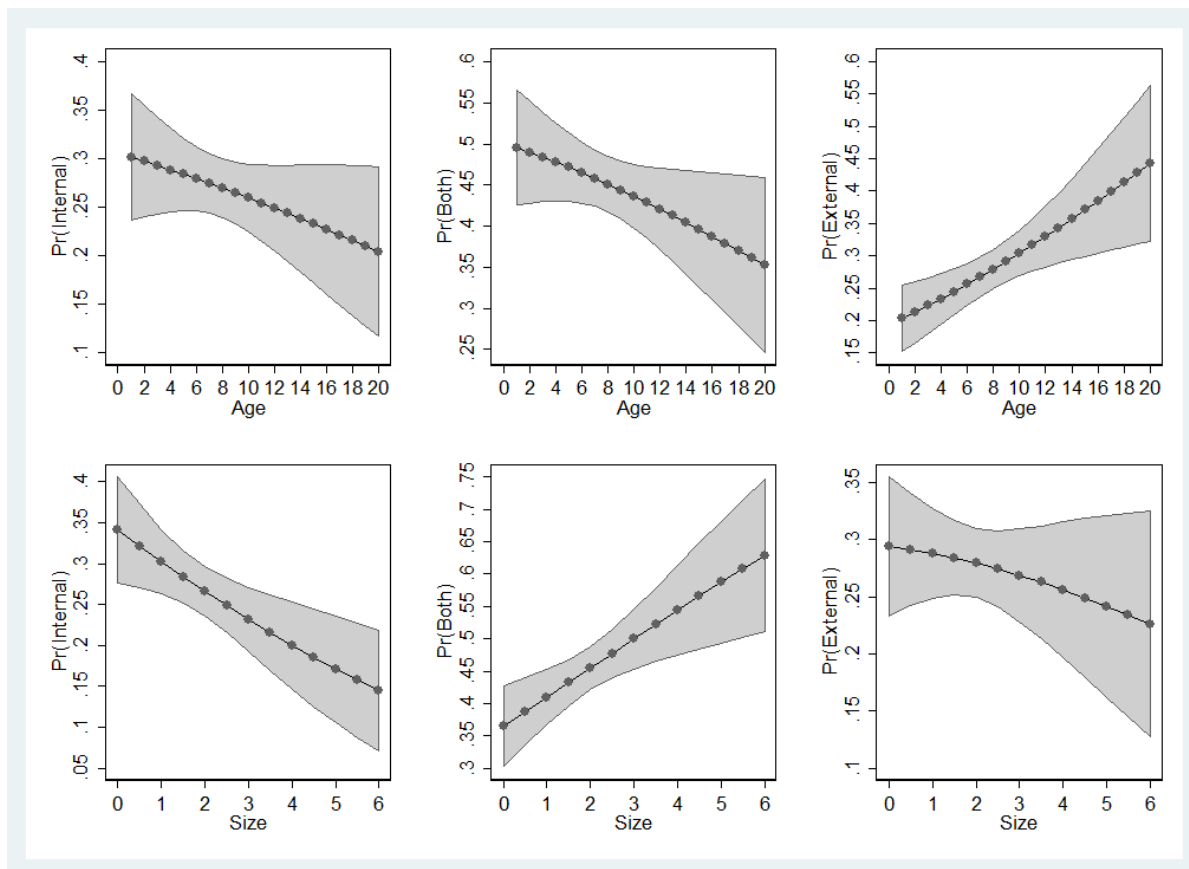 Pr(Internal)
.4
.35
.3
.25
.2
.15
.1
0 2 4 6 8 10 12 14 16 18 20
Age
Pr(Both)
.6
.55
.5
.45
.4
.35
.3
.25
0 2 4 6 8 10 12 14 16 18 20
Age
Pr(External)
.6
.55
.5
.45
.4
.35
.3
.25
.2
.15
0 2 4 6 8 10 12 14 16 18 20
Age
Pr(Internal)
.4
.35
.3
.25
.2
.15
.1
.05
0 1 2 3 4 5 6
Size
Pr(Both)
.75
.7
.65
.6
.55
.5
.45
.4
.35
.3
0 1 2 3 4 5 6
Size
Pr(External)
.35
.3
.25
.2
.15
.1
0 1 2 3 4 5 6
Size